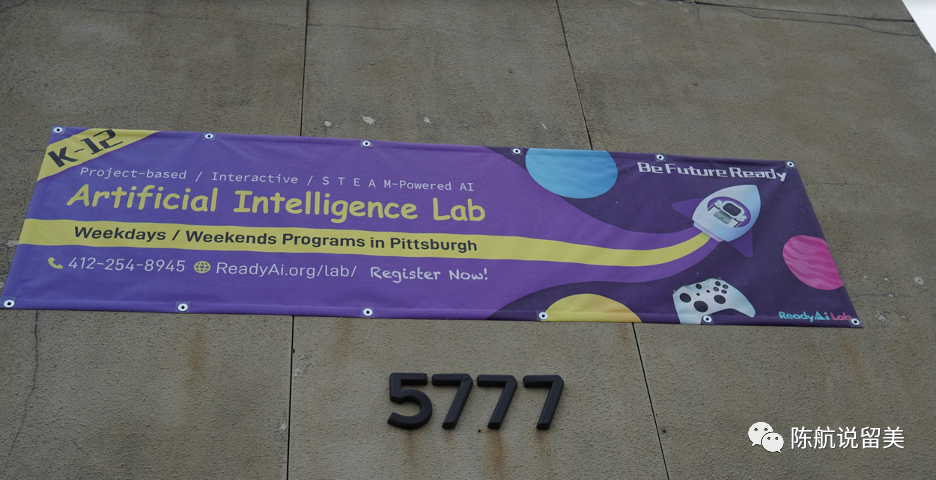 K-12
Be Future Ready
Project-based / Interactive / S T E A M-Powered AI
Artificial Intelligence Lab
Weekdays / Weekends Programs in Pittsburgh
412-254-8945 ReadyAi.org/lab/ Register Now!
ReadyAi Lab
5777
陈航说留美